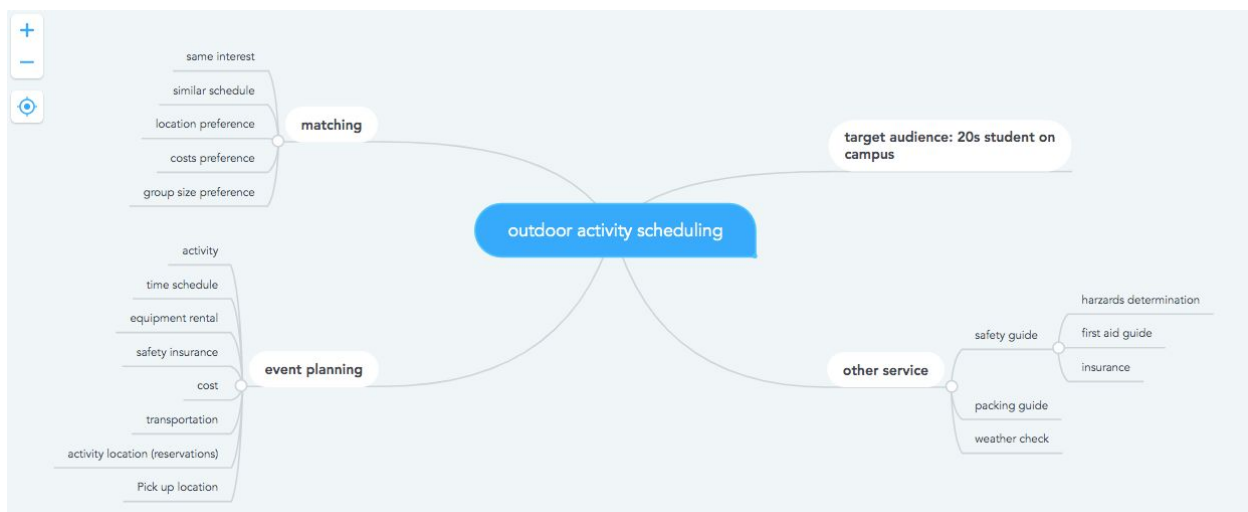 +
−
same interest
similar schedule
location preference
costs preference
group size preference
matching
target audience: 20s student on
campus
outdoor activity scheduling
activity
time schedule
equipment rental
safety insurance
cost
transportation
activity location (reservations)
Pick up location
event planning
other service
safety guide
harzards determination
first aid guide
insurance
packing guide
weather check